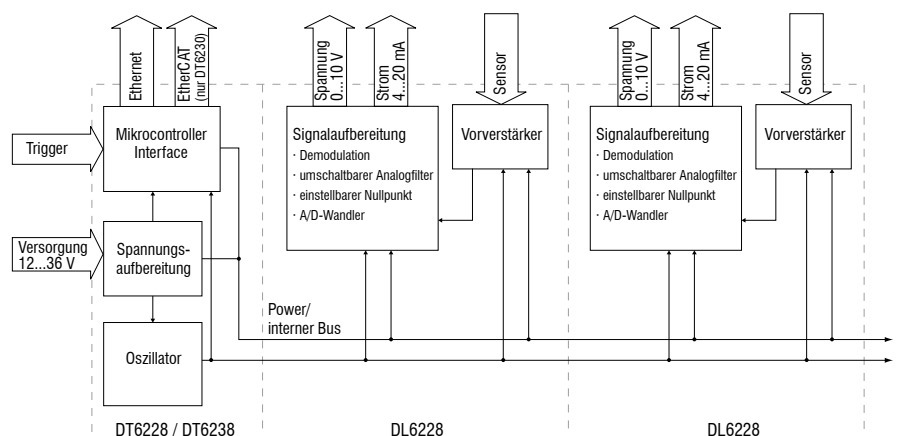 Ethernet
EtherCAT
(nur DT6230)
Spannung
0...10 V
Strom
4...20 mA
Sensor
Spannung
0...10 V
Strom
4...20 mA
Sensor
Trigger
Mikrocontroller
Interface
Signalaufbereitung
· Demodulation
· umschaltbarer Analogfilter
· einstellbarer Nullpunkt
· A/D-Wandler
Vorverstärker
Signalaufbereitung
· Demodulation
· umschaltbarer Analogfilter
· einstellbarer Nullpunkt
· A/D-Wandler
Vorverstärker
Versorgung
12...36 V
Spannungs-
aufbereitung
Power/
interner Bus
Oszillator
DT6228 / DT6238
DL6228
DL6228